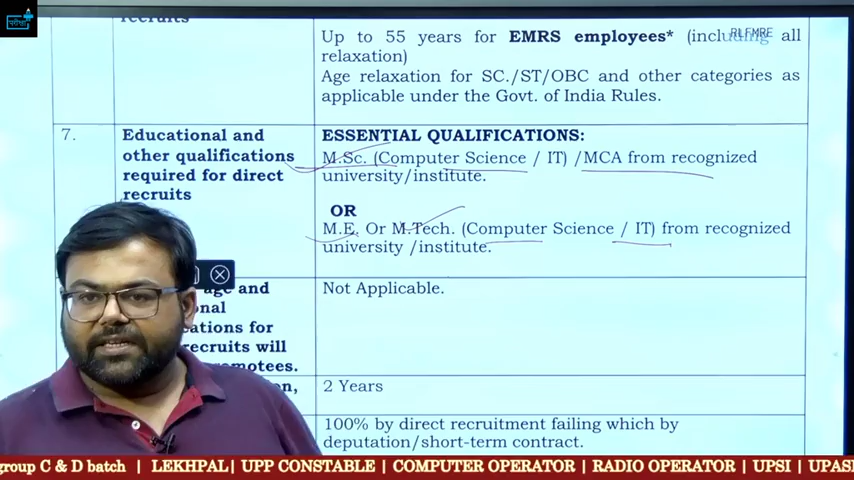 परीक्षा
recruits
Up to 55 years for EMRS employees* (including all
RLFMRE
relaxation)
Age relaxation for SC./ST/OBC and other categories as
applicable under the Govt. of India Rules.
7.
Educational and
other qualifications
required for direct
recruits
ESSENTIAL QUALIFICATIONS:
M.Sc. (Computer Science / IT) /MCA from recognized
university/institute.
OR
M.E. Or M.Tech. (Computer Science / IT) from recognized
university /institute.
age and
onal
cations for
recruits will
omotees.
Not Applicable.
on,
2 Years
100% by direct recruitment failing which by
deputation/short-term contract.
group C & D batch | LEKHPAL| UPP CONSTABLE | COMPUTER OPERATOR | RADIO OPERATOR | UPSI | UPASI